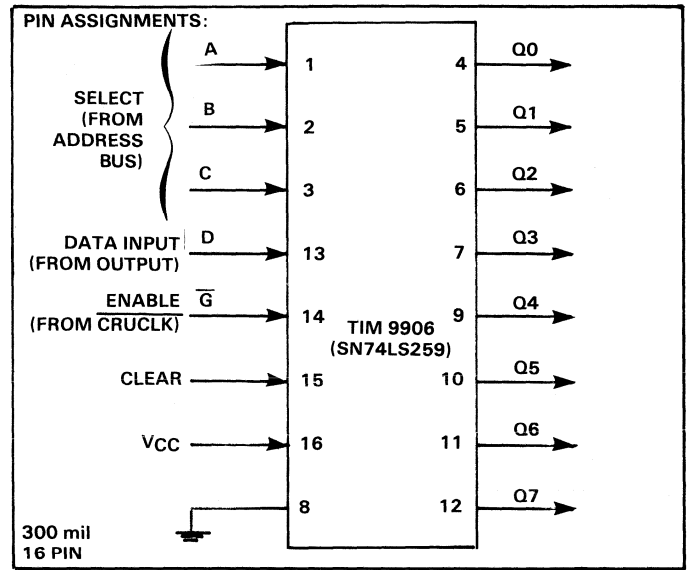 PIN ASSIGNMENTS:
A
1
4
Q0
SELECT
(FROM
ADDRESS
BUS)
B
2
5
Q1
C
3
6
Q2
DATA INPUT
(FROM OUTPUT)
D
13
7
Q3
ENABLE
(FROM C̅R̅U̅C̅L̅K̅)
G̅
14
9
Q4
TIM 9906
(SN74LS259)
CLEAR
15
10
Q5
VCC
16
11
Q6
8
12
Q7
300 mil
16 PIN